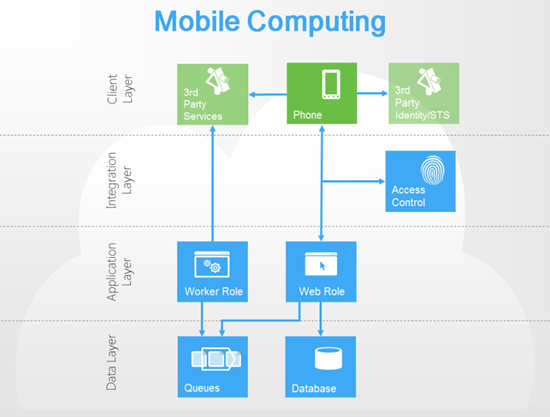 Mobile Computing
Client
Layer
3rd
Party
Services
Phone
3rd
Party
Identity/STS
Integration
Layer
Access
Control
Application
Layer
Worker Role
Web Role
Data Layer
Queues
Database